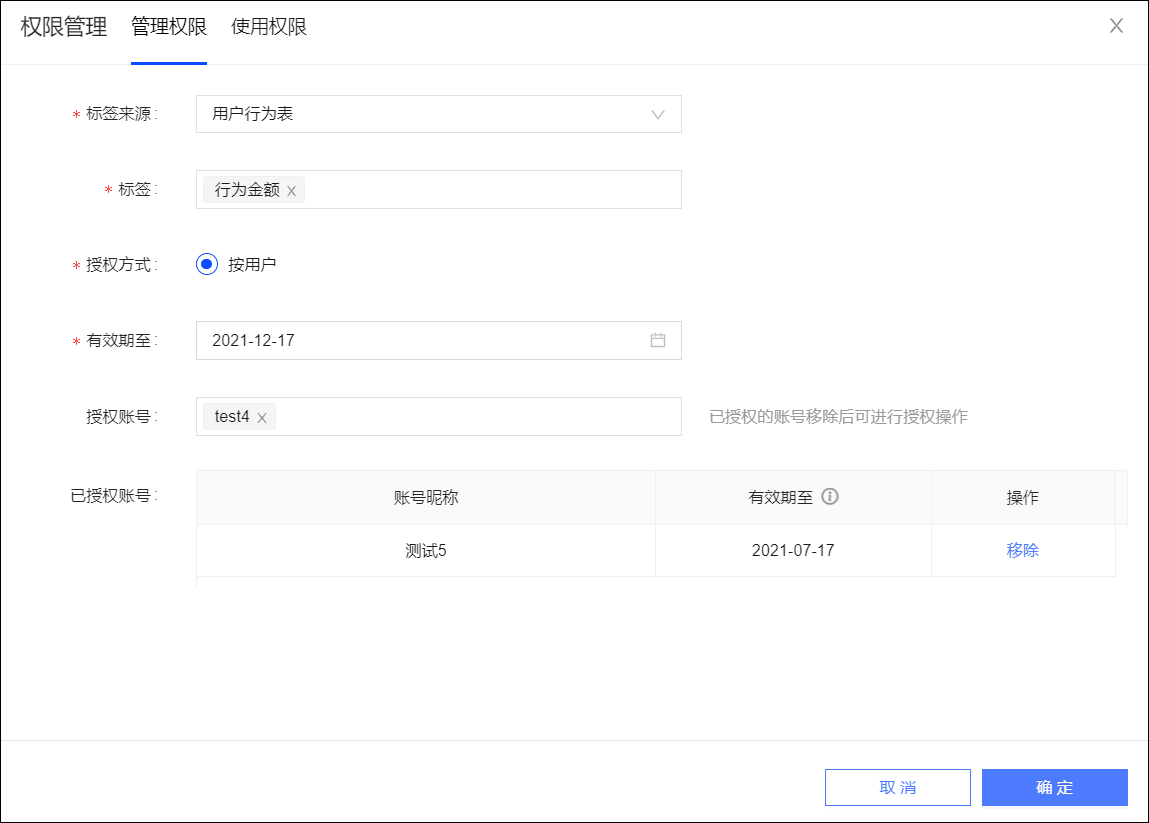 权限管理 管理权限 使用权限
* 标签来源: 用户行为表
* 标签: 行为金额 x
* 授权方式: 按用户
* 有效期至: 2021-12-17
授权账号: test4 x 已授权的账号移除后可进行授权操作
已授权账号: 账号昵称 有效期至 操作
测试5 2021-07-17 移除
取消 确定